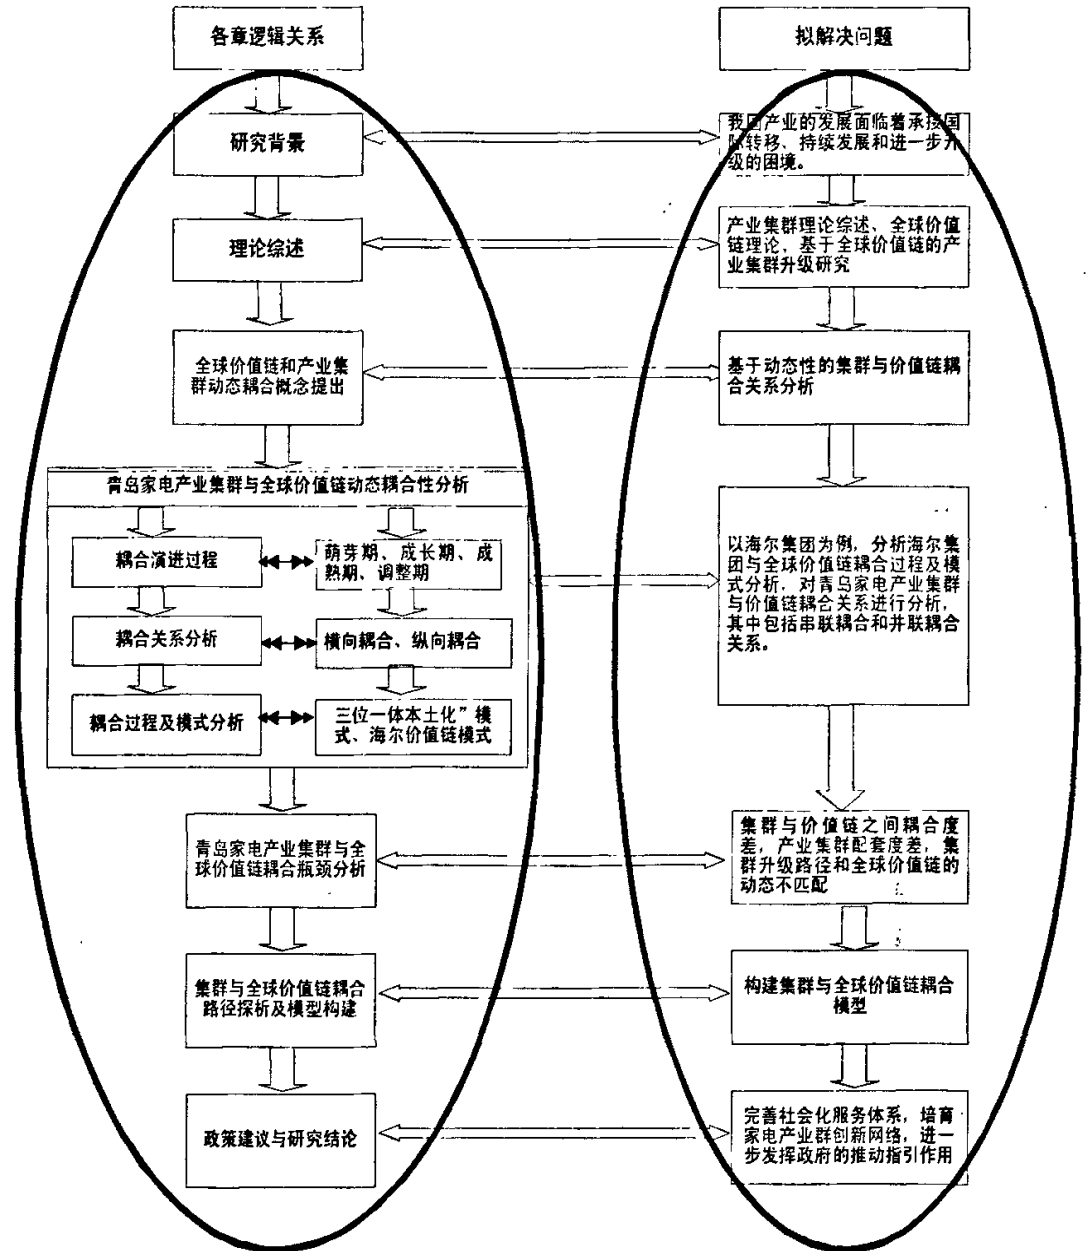 各章逻辑关系
拟解决问题
研究背景
我国产业的发展面临着承接国
际转移、持续发展和进一步升
级的困境。
理论综述
产业集群理论综述、全球价值
链理论，基于全球价值链的产
业集群升级研究
全球价值链和产业集
群动态耦合概念提出
基于动态性的集群与价值链耦
合关系分析
青岛家电产业集群与全球价值链动态耦合性分析
耦合演进过程
萌芽期、成长期、成
熟期、调整期
耦合关系分析
横向耦合、纵向耦合
耦合过程及模式分析
三位一体本土化”模
式、海尔价值链模式
以海尔集团为例，分析海尔集
团与全球价值链耦合过程及模
式分析，对青岛家电产业集群
与价值链耦合关系进行分析，
其中包括串联耦合和并联耦合
关系。
青岛家电产业集群与全
球价值链耦合瓶颈分析
集群与价值链之间耦合度
差，产业集群配套度差，集
群升级路径和全球价值链的
动态不匹配
集群与全球价值链耦合
路径探析及模型构建
构建集群与全球价值链耦合
模型
政策建议与研究结论
完善社会化服务体系，培育
家电产业群创新网络，进一
步发挥政府的推动指引作用